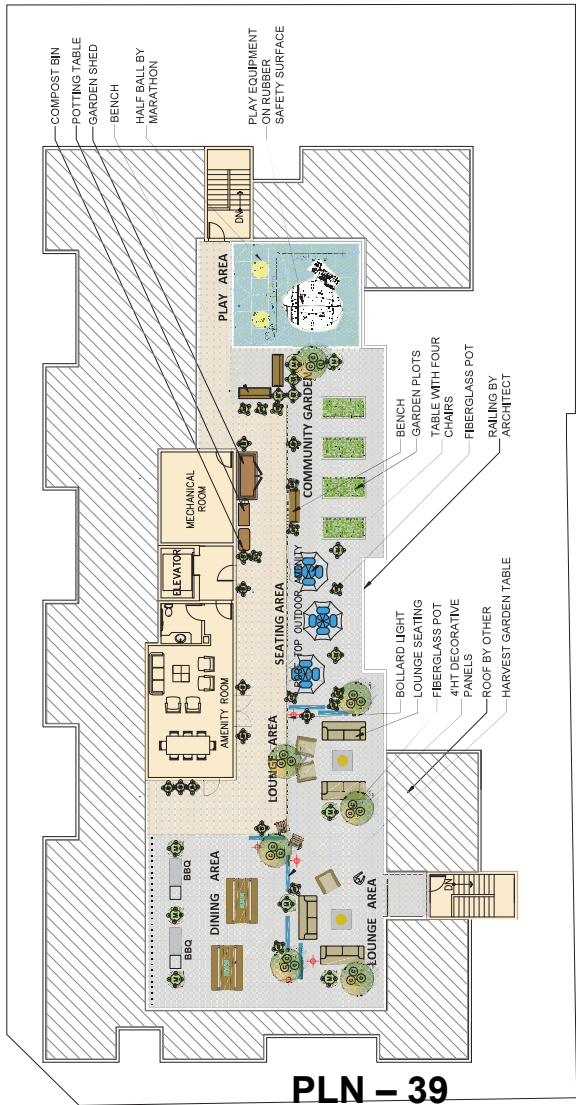 COMPOST BIN
POTTING TABLE
GARDEN SHED
BENCH
HALF BALL BY
MARATHON
PLAY EQUIPMENT
ON RUBBER
SAFETY SURFACE
DN
PLAY AREA
MECHANICAL
ROOM
ELEVATOR
AMENITY ROOM
COMMUNITY GARDEN
SEATING AREA
TOP OUTDOOR AMENITY
LOUNGE AREA
DINING AREA
BBQ
BBQ
LOUNGE AREA
DN
BENCH
GARDEN PLOTS
TABLE WITH FOUR
CHAIRS
FIBERGLASS POT
RAILING BY
ARCHITECT
BOLLARD LIGHT
LOUNGE SEATING
FIBERGLASS POT
4'HT DECORATIVE
PANELS
ROOF BY OTHER
HARVEST GARDEN TABLE
PLN – 39